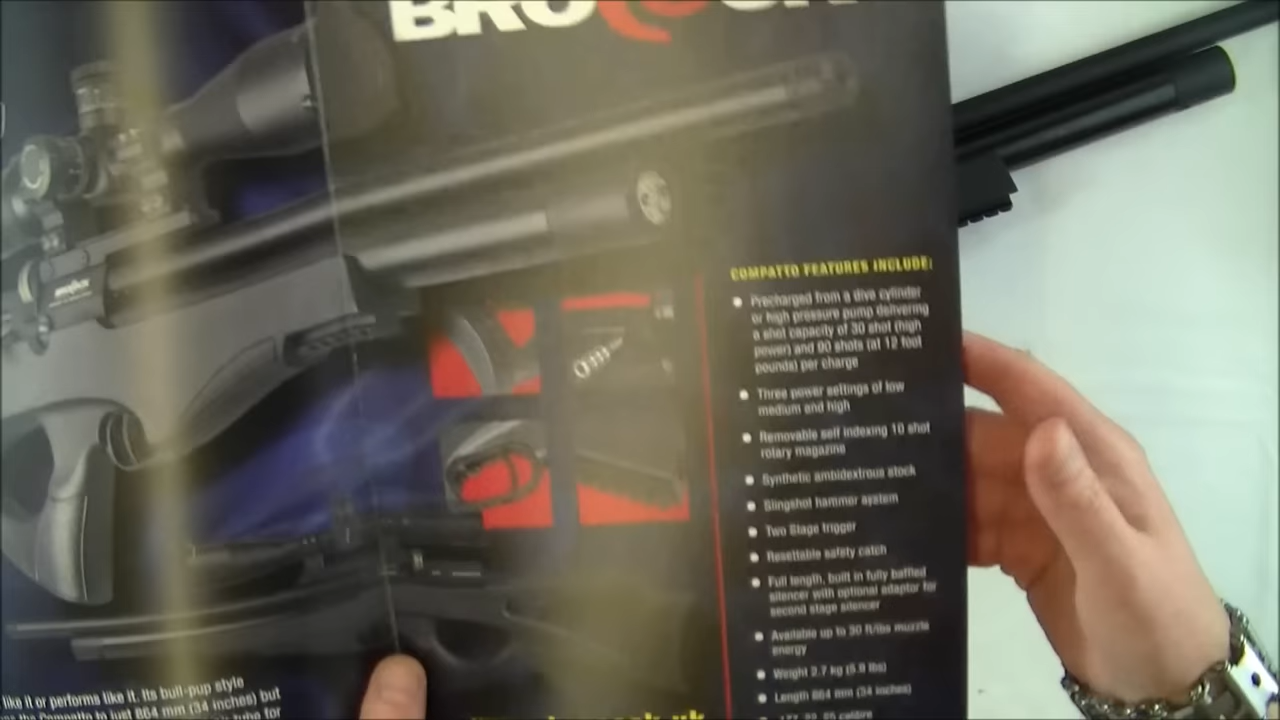 COMPATTO FEATURES INCLUDE:
Precharged from a dive cylinder
or high pressure pump delivering
a shot capacity of 30 shot (high
power) and 90 shots (at 12 foot
pounds) per charge
Three power settings of low
medium and high
Removable self indexing 10 shot
rotary magazine
Synthetic ambidextrous stock
Slingshot hammer system
Two Stage trigger
Resettable safety catch
Full length, built in fully baffled
silencer with optional adaptor for
second stage silencer
Available up to 30 ft/lbs muzzle
energy
Weight 2.7 kg (5.9 lbs)
Length 864 mm (34 inches)
like it or performs like it. Its bull-pup style
the Compatto to just 864 mm (34 inches) but
tube for